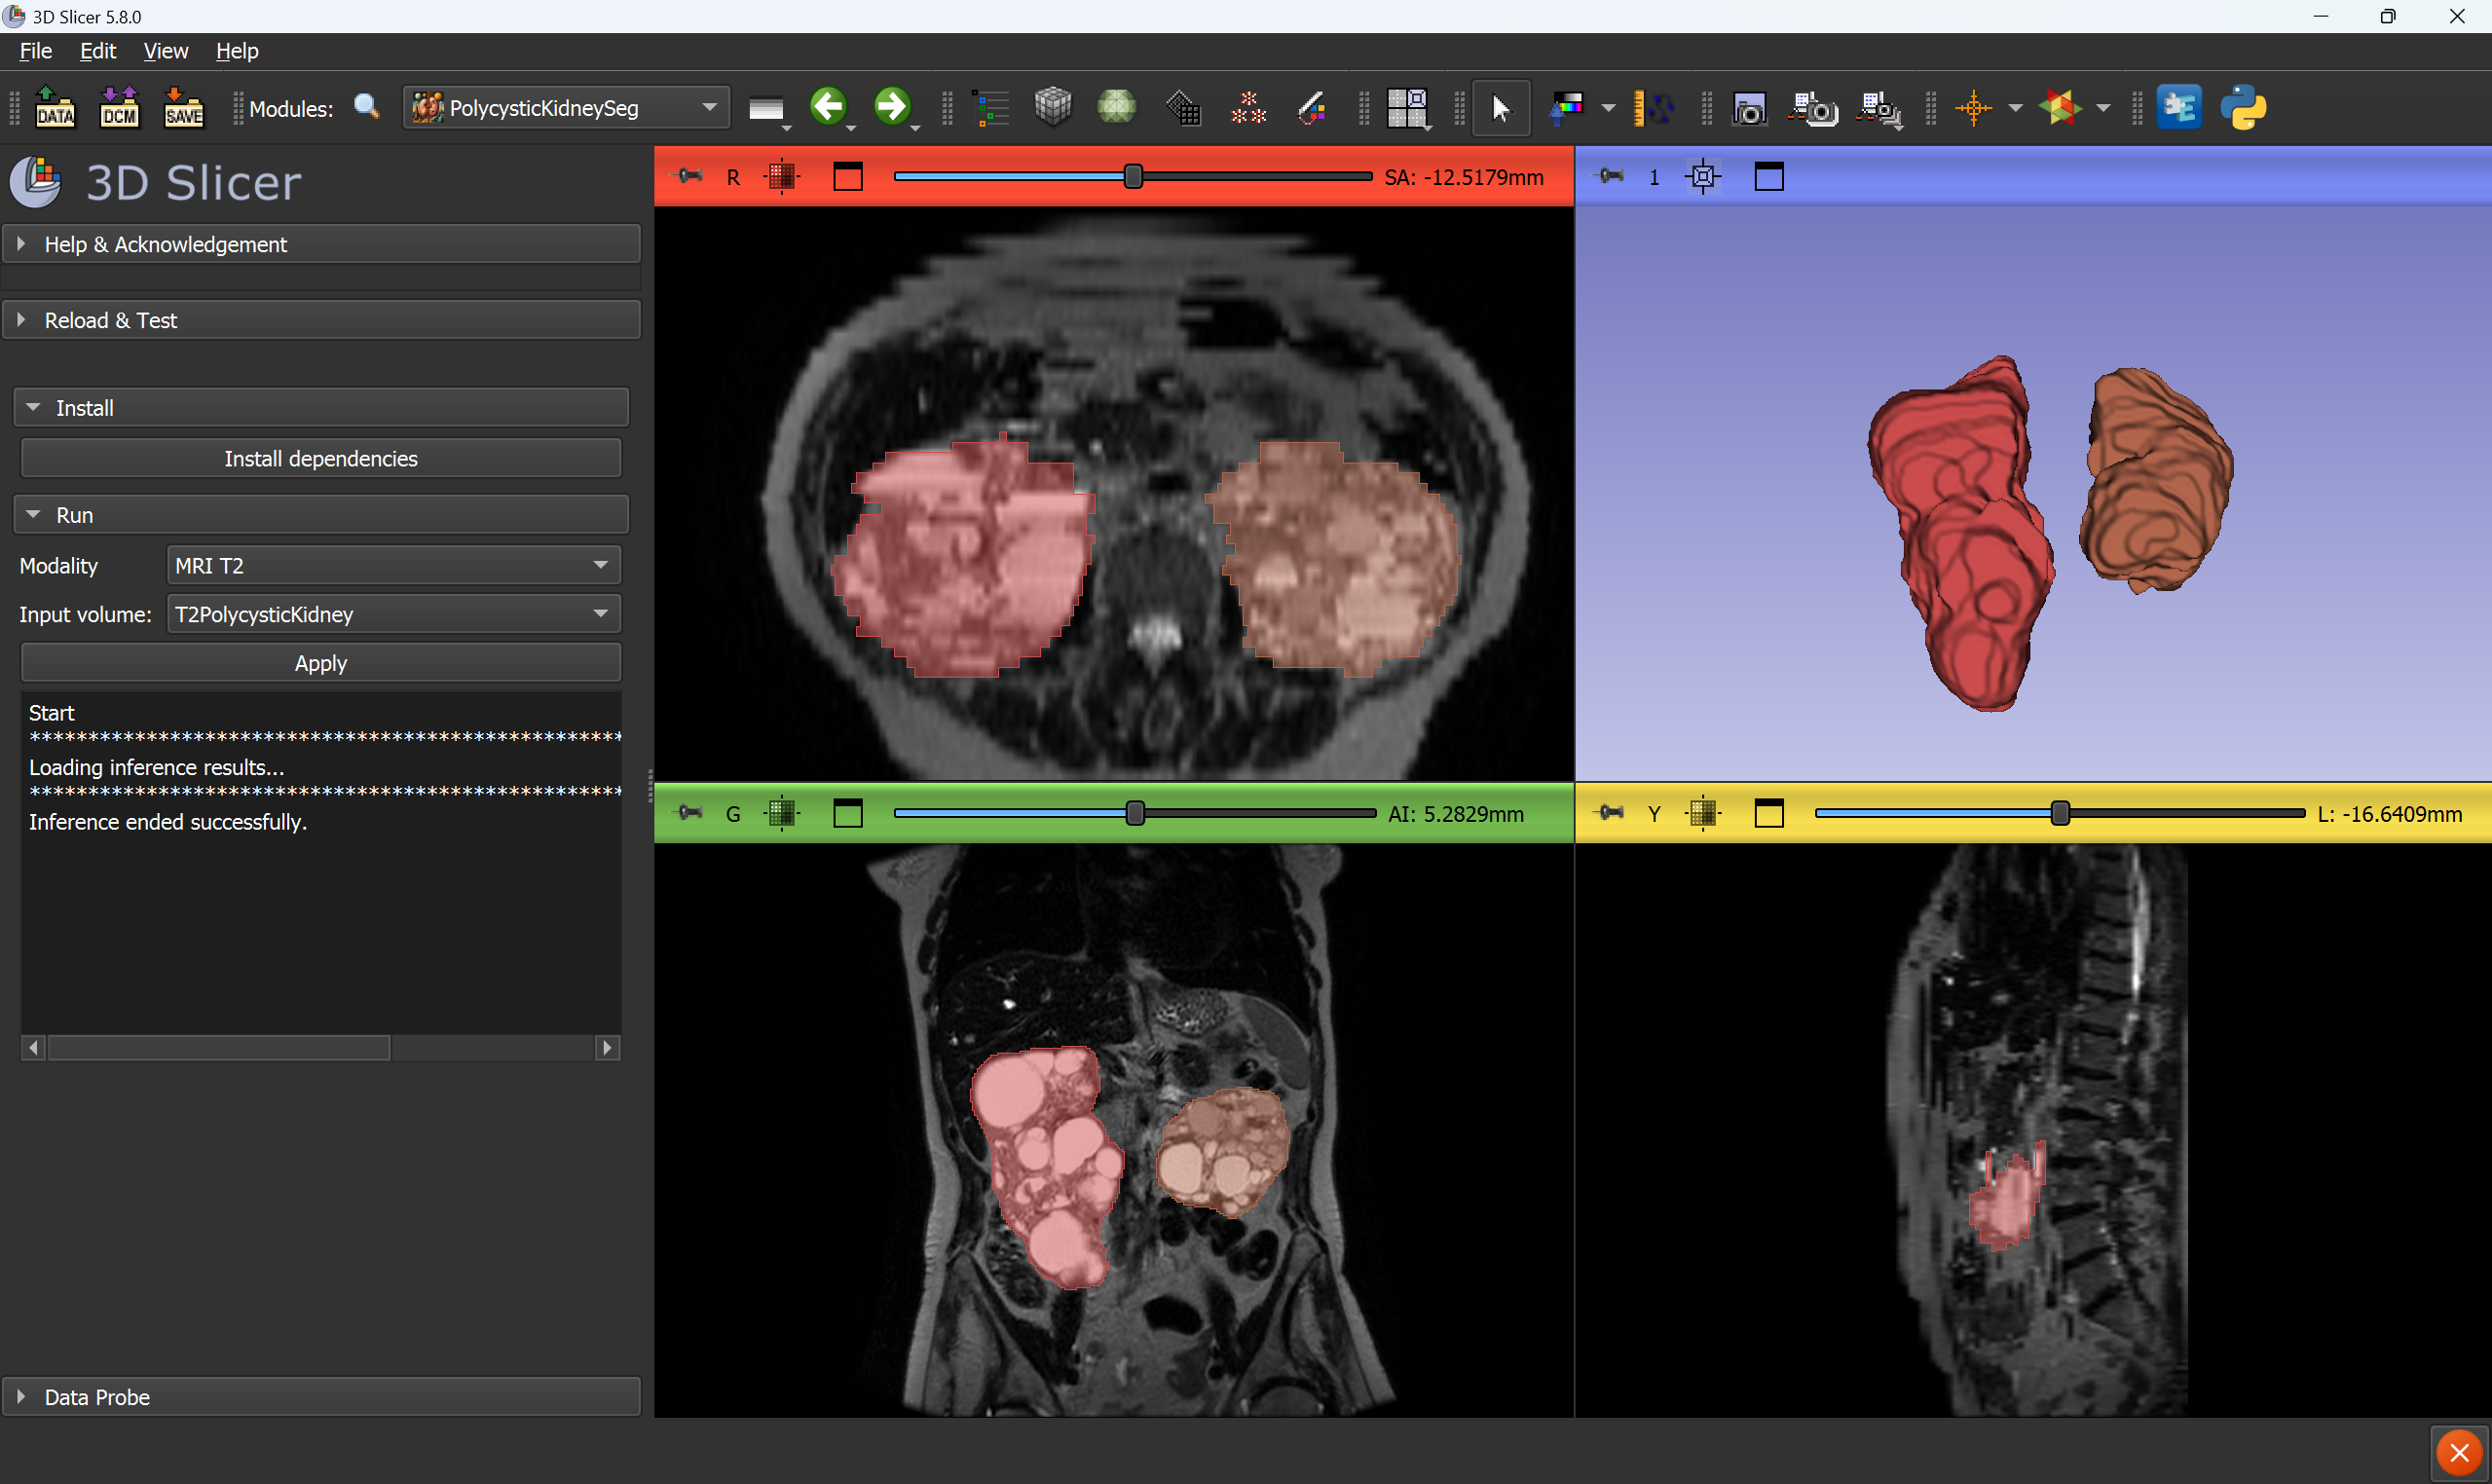 3D Slicer 5.8.0
File Edit View Help
DATA DCM SAVE Modules: PolycysticKidneySeg
3D Slicer
Help & Acknowledgement
Reload & Test
Install
Install dependencies
Run
Modality MRI T2
Input volume: T2PolycysticKidney
Apply
Start
***************************************************
Loading inference results...
***************************************************
Inference ended successfully.
Data Probe
R SA: -12.5179mm
1
G AI: 5.2829mm
Y L: -16.6409mm